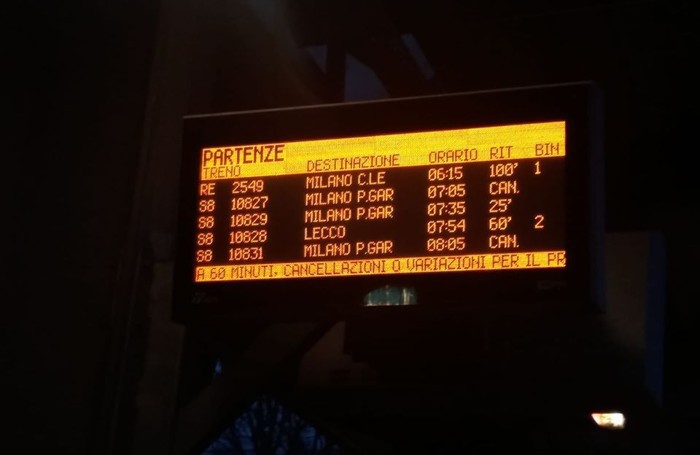 PARTENZE
TRENO DESTINAZIONE ORARIO RIT BIN
RE 2549 MILANO C.LE 06:15 100' 1
S8 10827 MILANO P.GAR 07:05 CAN.
S8 10829 MILANO P.GAR 07:35 25'
S8 10828 LECCO 07:54 60' 2
S8 10831 MILANO P.GAR 08:05 CAN.
A 60 MINUTI, CANCELLAZIONI O VARIAZIONI PER IL PR